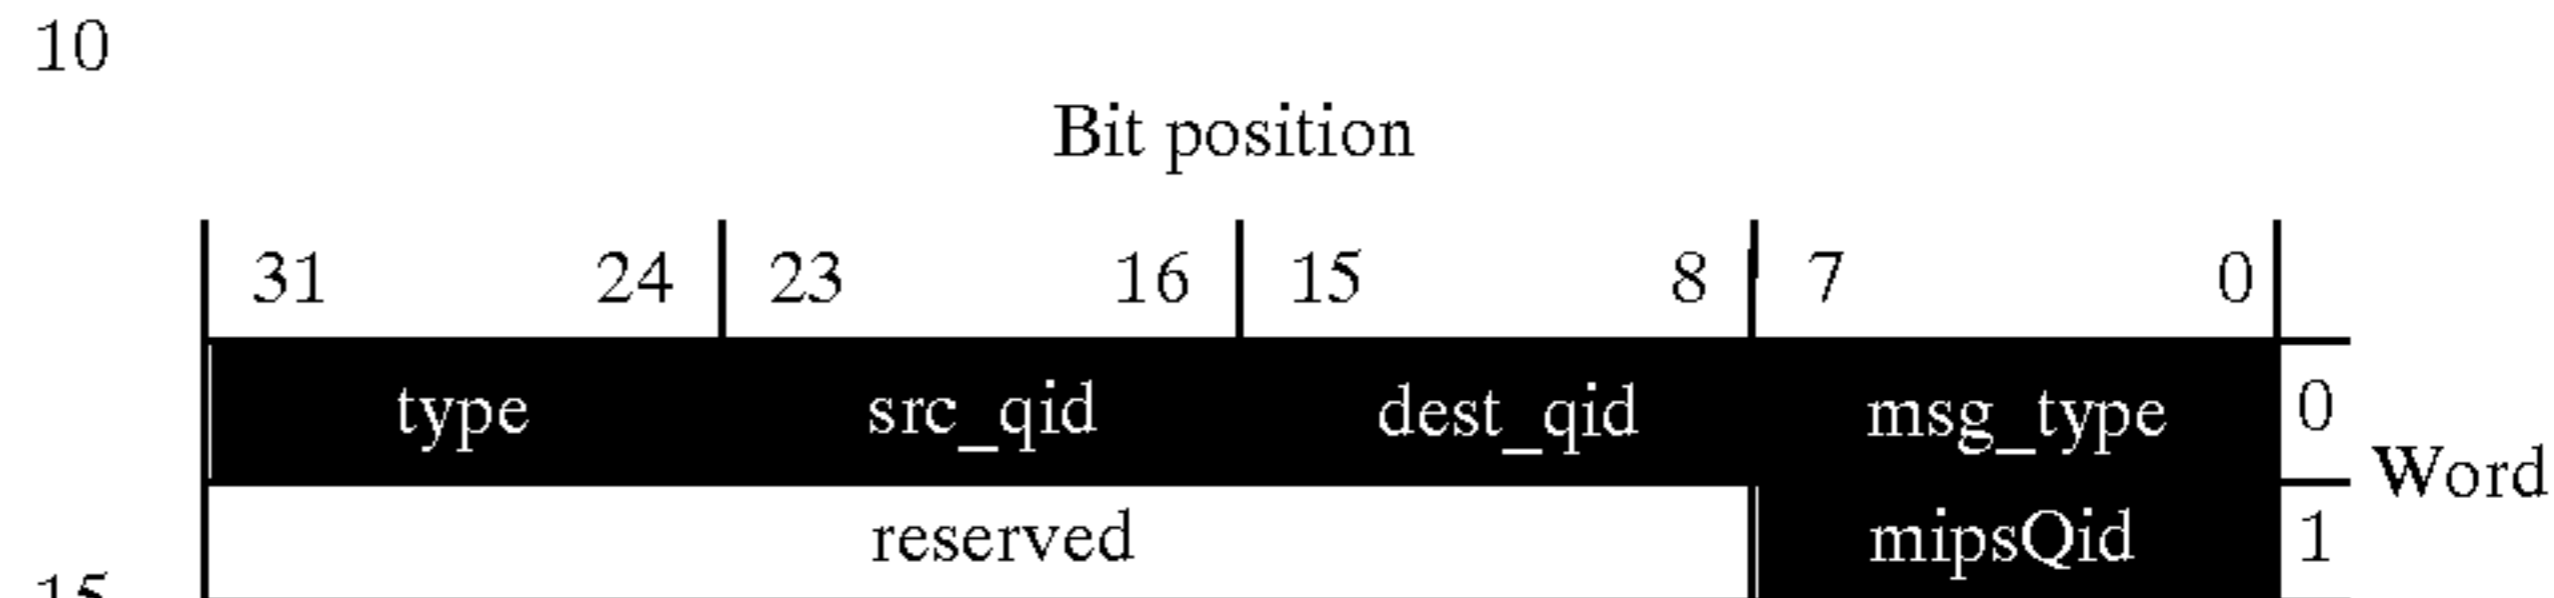 10
Bit position
31 24 23 16 15 8 7 0
type src_qid dest_qid msg_type 0
Word
reserved mipsQid 1
15